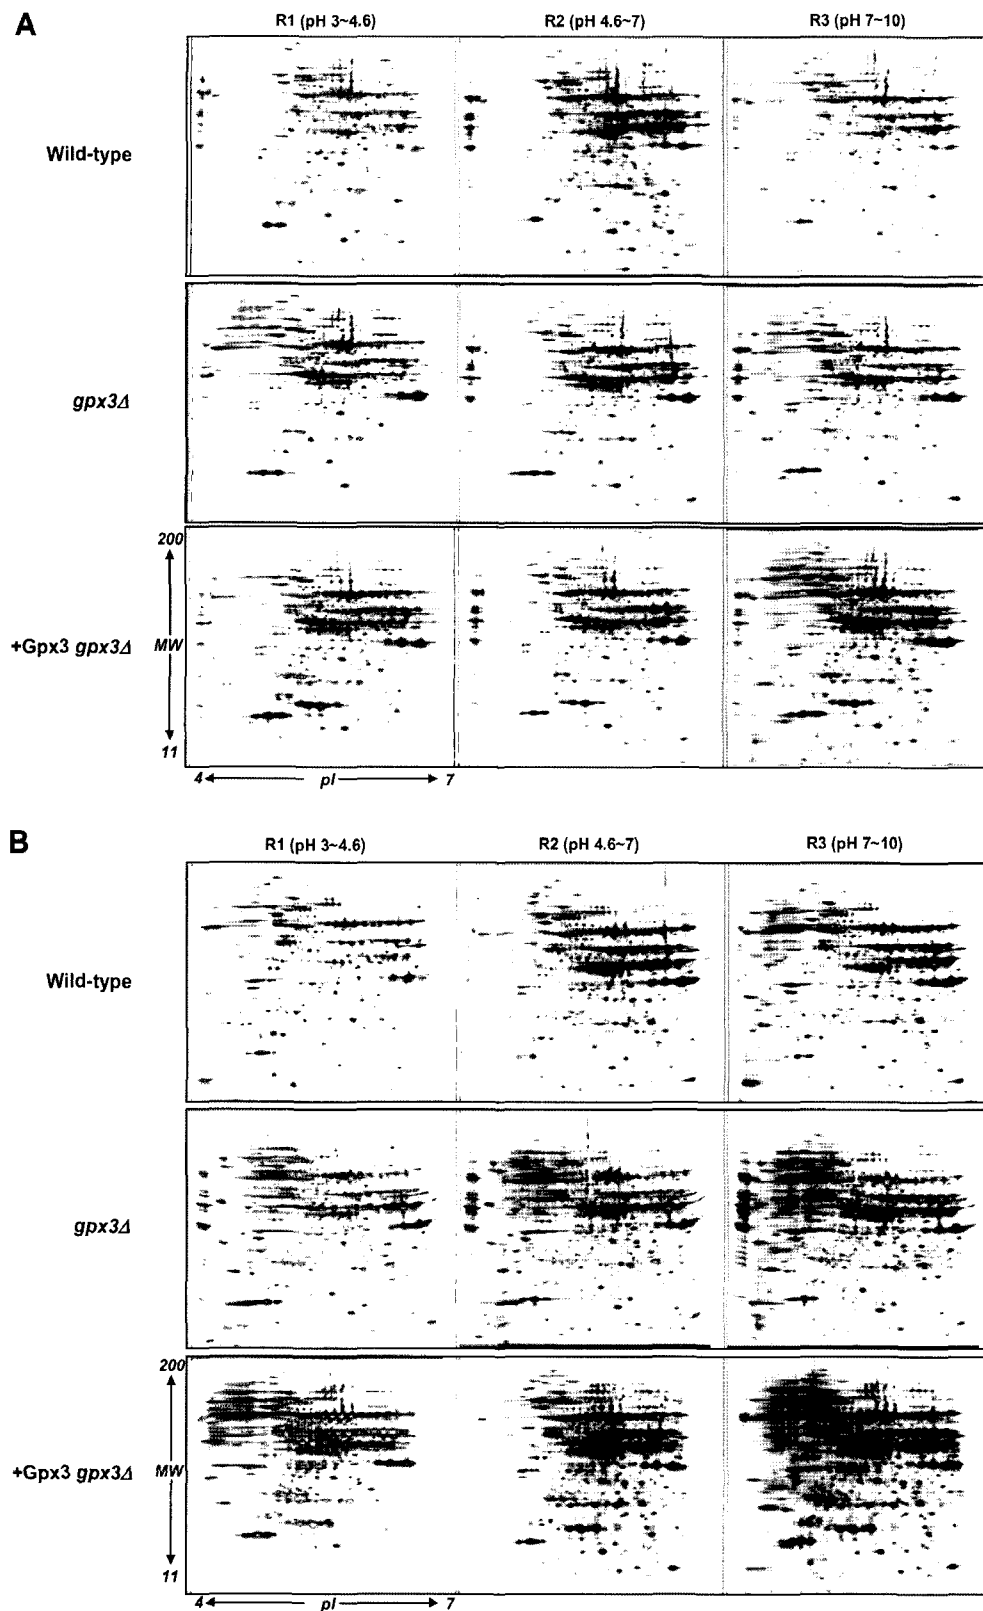 A
R1 (pH 3~4.6) R2 (pH 4.6~7) R3 (pH 7~10)
Wild-type
gpx3Δ
200
+Gpx3 gpx3Δ MW
11
4 pI 7
B
R1 (pH 3~4.6) R2 (pH 4.6~7) R3 (pH 7~10)
Wild-type
gpx3Δ
200
+Gpx3 gpx3Δ MW
11
4 pI 7